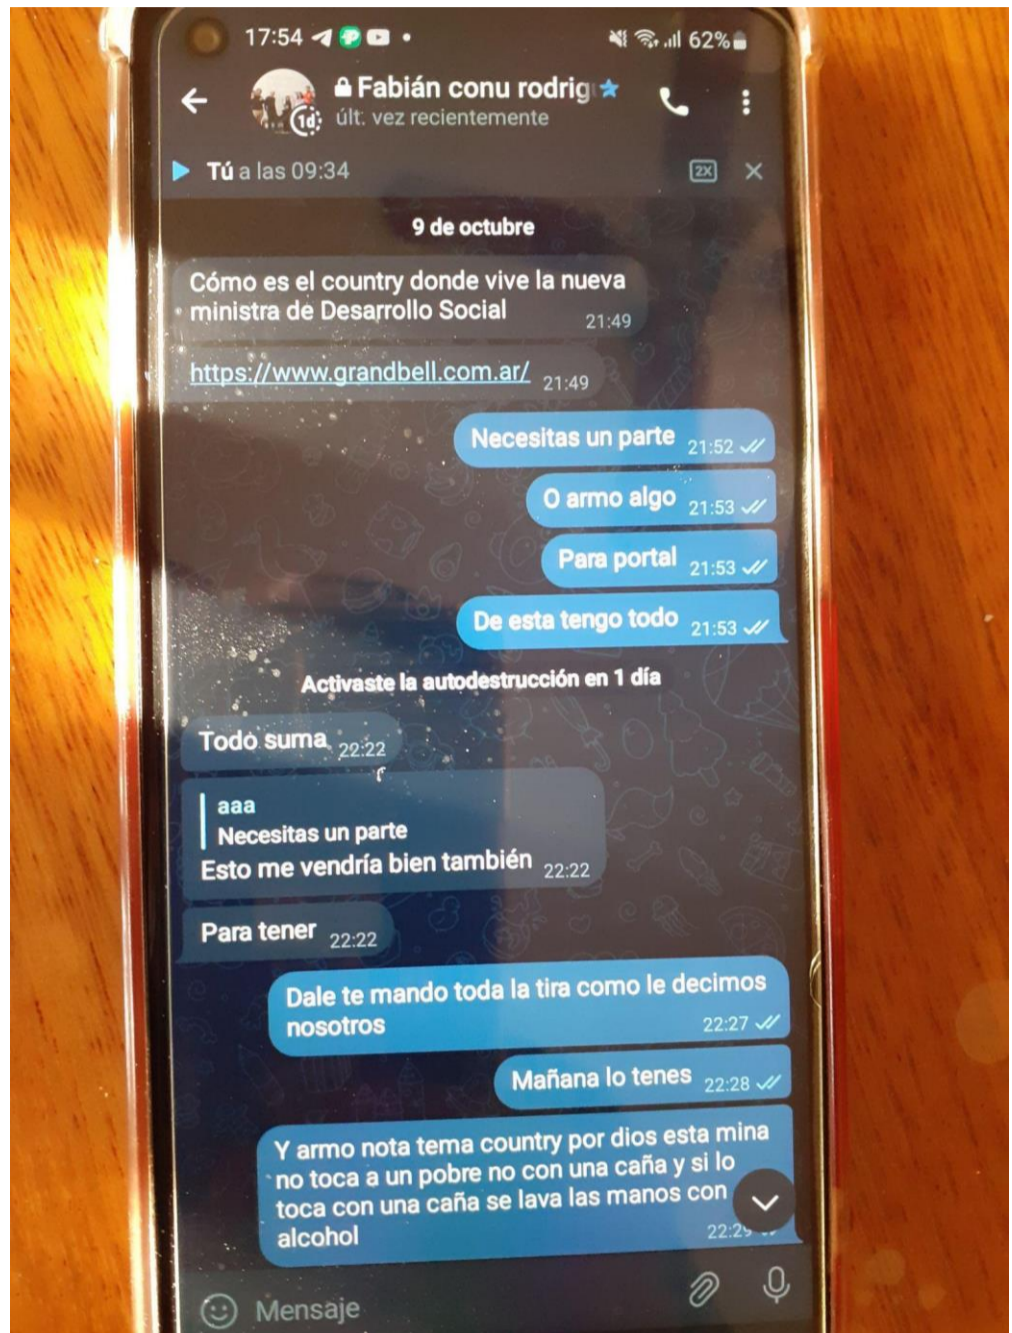 17:54
62%
Fabián conu rodrig
últ. vez recientemente
1d
Tú a las 09:34
2X
9 de octubre
Cómo es el country donde vive la nueva
ministra de Desarrollo Social
21:49
https://www.grandbell.com.ar/ 21:49
Necesitas un parte 21:52
O armo algo 21:53
Para portal 21:53
De esta tengo todo 21:53
Activaste la autodestrucción en 1 día
Todo suma 22:22
aaa
Necesitas un parte
Esto me vendría bien también 22:22
Para tener 22:22
Dale te mando toda la tira como le decimos
nosotros 22:27
Mañana lo tenes 22:28
Y armo nota tema country por dios esta mina
no toca a un pobre no con una caña y si lo
toca con una caña se lava las manos con
alcohol 22:29
Mensaje